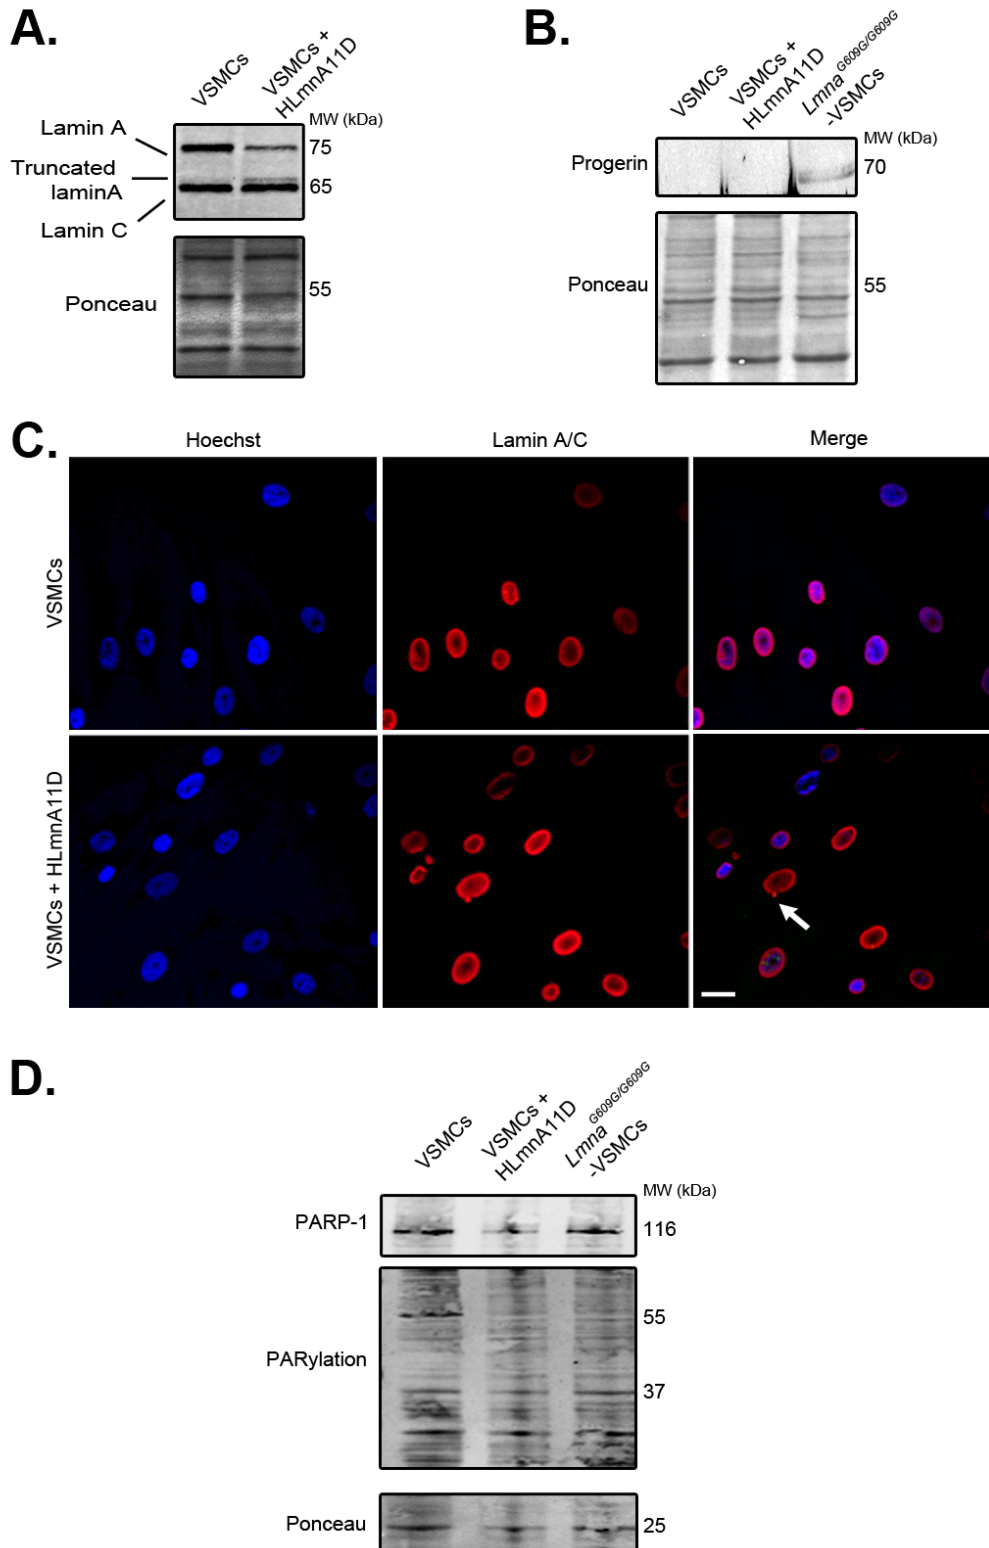 A.
VSMCs
VSMCs +
HLmnA11D
MW (kDa)
Lamin A
75
Truncated
laminA
65
Lamin C
Ponceau
55
B.
VSMCs
VSMCs +
HLmnA11D
Lmna G609G/G609G
-VSMCs
MW (kDa)
Progerin
70
Ponceau
55
C.
Hoechst
Lamin A/C
Merge
VSMCs
VSMCs + HLmnA11D
D.
VSMCs
VSMCs +
HLmnA11D
Lmna G609G/G609G
-VSMCs
MW (kDa)
PARP-1
116
55
PARylation
37
Ponceau
25